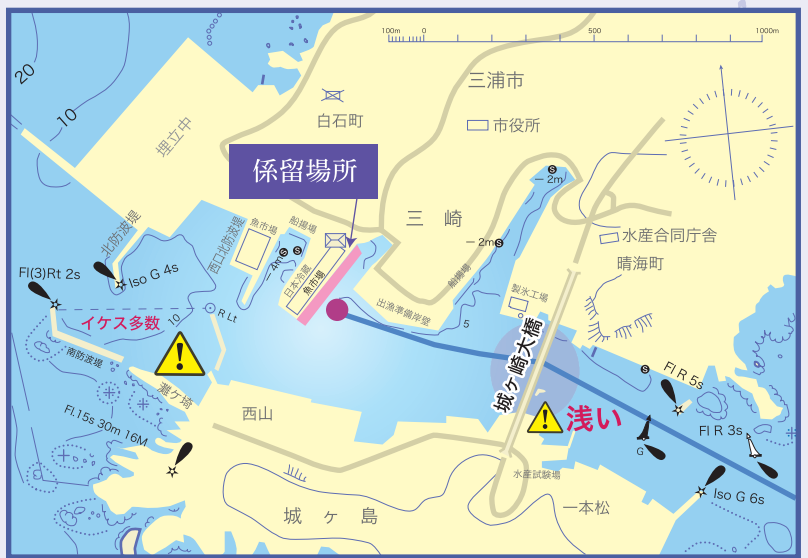 100m 0 500 1000m
20
10
三浦市
市役所
白石町
埋立中
係留場所
三崎
北防波堤
西口北防波堤
魚市場
船揚場
4m
S
S
日本冷蔵
魚市場
2m
S
2m
S
船揚場
水産合同庁舎
晴海町
製氷工場
出漁準備岸壁
5
城ヶ崎大橋
Fl(3)Rt 2s
Iso G 4s
イケス多数
10
R Lt
南防波堤
灘ケ埼
Fl.15s 30m 16M
西山
浅い
S
Fl R 5s
Fl R 3s
G
Iso G 6s
水産試験場
一本松
城ヶ島